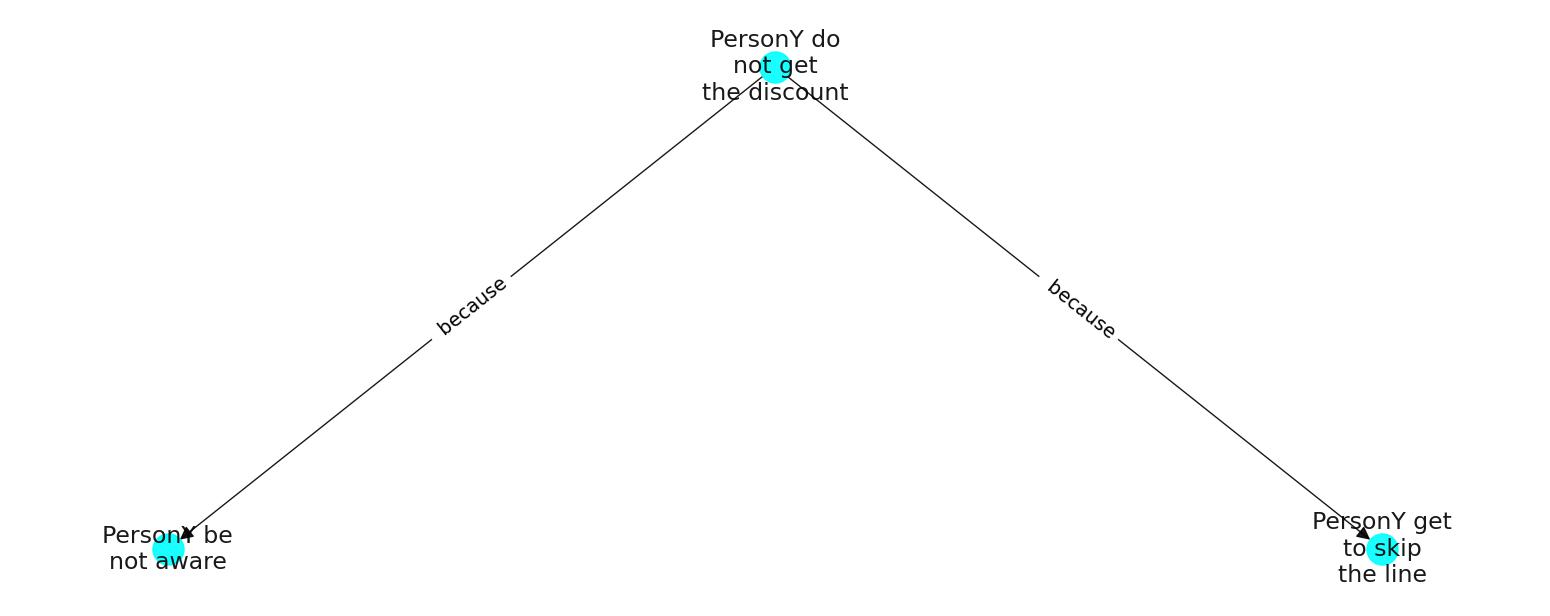 PersonY do
not get
the discount
because
because
PersonY be
not aware
PersonY get
to skip
the line